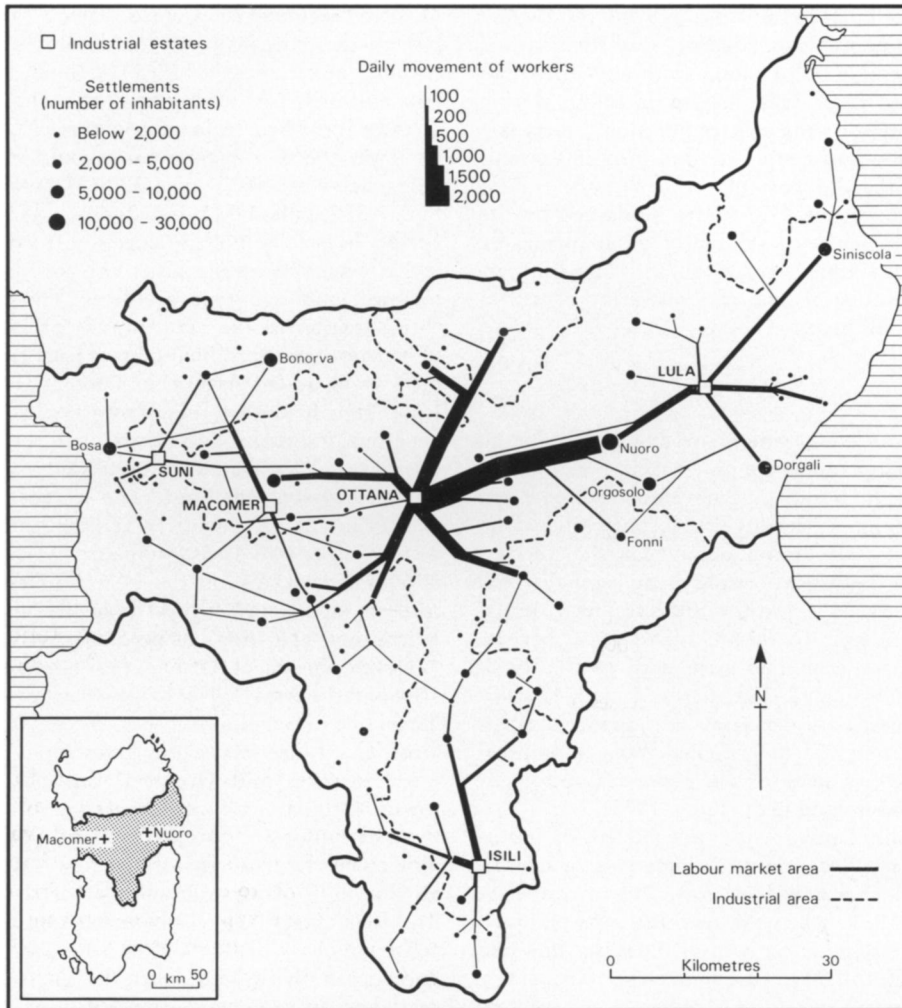 Industrial estates
Settlements
(number of inhabitants)
Below 2,000
2,000 – 5,000
5,000 – 10,000
10,000 – 30,000
Daily movement of workers
100
200
500
1,000
1,500
2,000
Siniscola
Bonorva
LULA
Bosa
SUNI
Nuoro
Dorgali
MACOMER
OTTANA
Orgosolo
Fonni
N
ISILI
Macomer
Nuoro
0 km 50
Labour market area
Industrial area
0 30
Kilometres